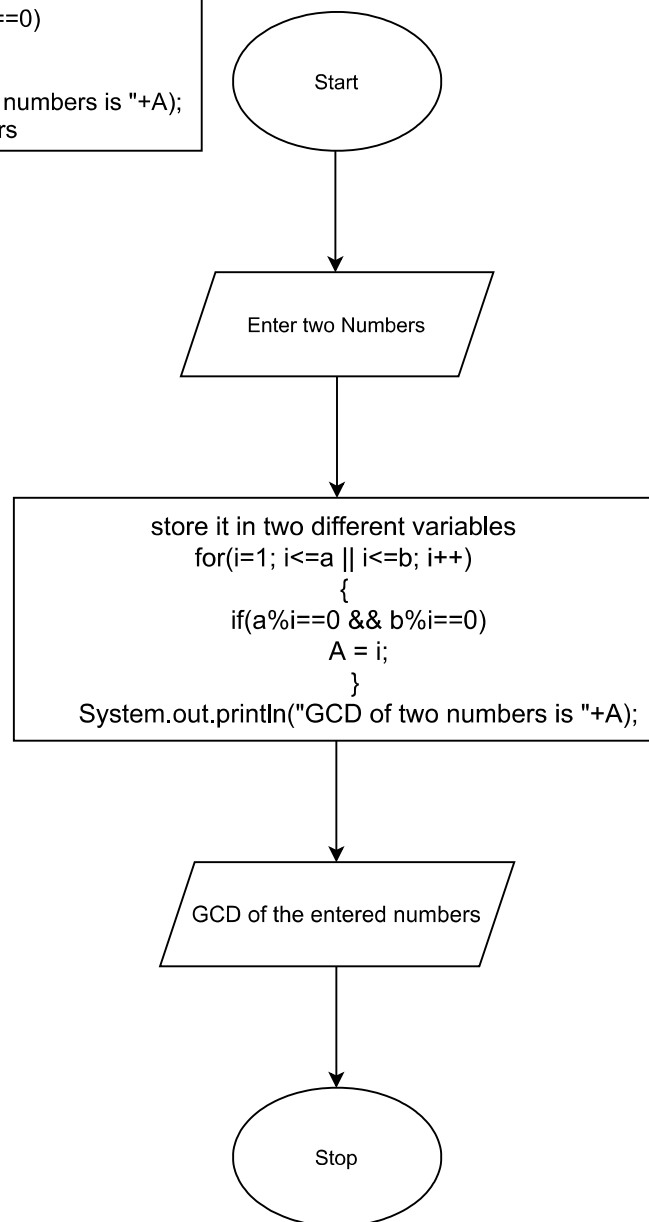 ==0)
numbers is "+A);
Start
Enter two Numbers
store it in two different variables
for(i=1; i<=a || i<=b; i++)
{
if(a%i==0 && b%i==0)
A = i;
}
System.out.println("GCD of two numbers is "+A);
GCD of the entered numbers
Stop